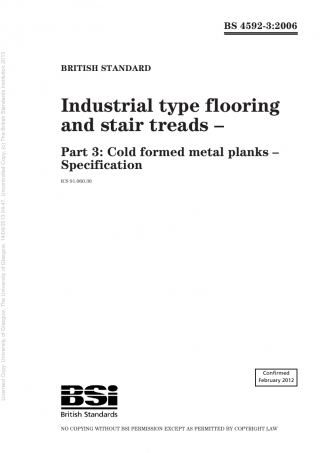 BS 4592-3:2006
BRITISH STANDARD
Industrial type flooring
and stair treads –
Part 3: Cold formed metal planks –
Specification
ICS 91.060.30
Confirmed
February 2012
BSi
British Standards
NO COPYING WITHOUT BSI PERMISSION EXCEPT AS PERMITTED BY COPYRIGHT LAW
Licensed Copy: University of Glasgow, The University of Glasgow, 14/03/2013 04:47, Uncontrolled Copy, (c) The British Standards Institution 2013